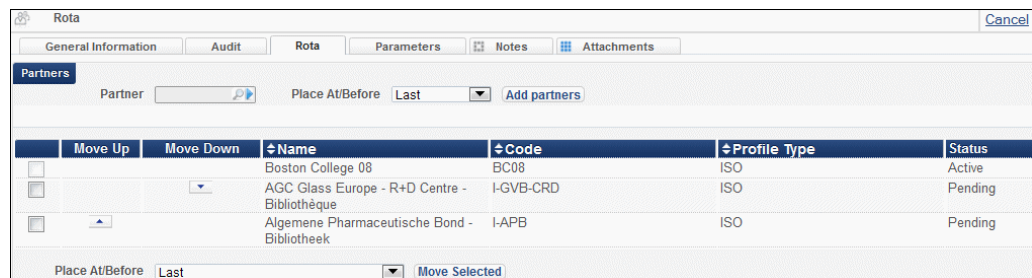 Rota
Cancel
General Information Audit Rota Parameters Notes Attachments
Partners
Partner Place At/Before Last Add partners
Move Up Move Down Name Code Profile Type Status
Boston College 08 BC08 ISO Active
AGC Glass Europe - R+D Centre - I-GVB-CRD ISO Pending
Bibliothèque
Algemene Pharmaceutische Bond - I-APB ISO Pending
Bibliotheek
Place At/Before Last Move Selected